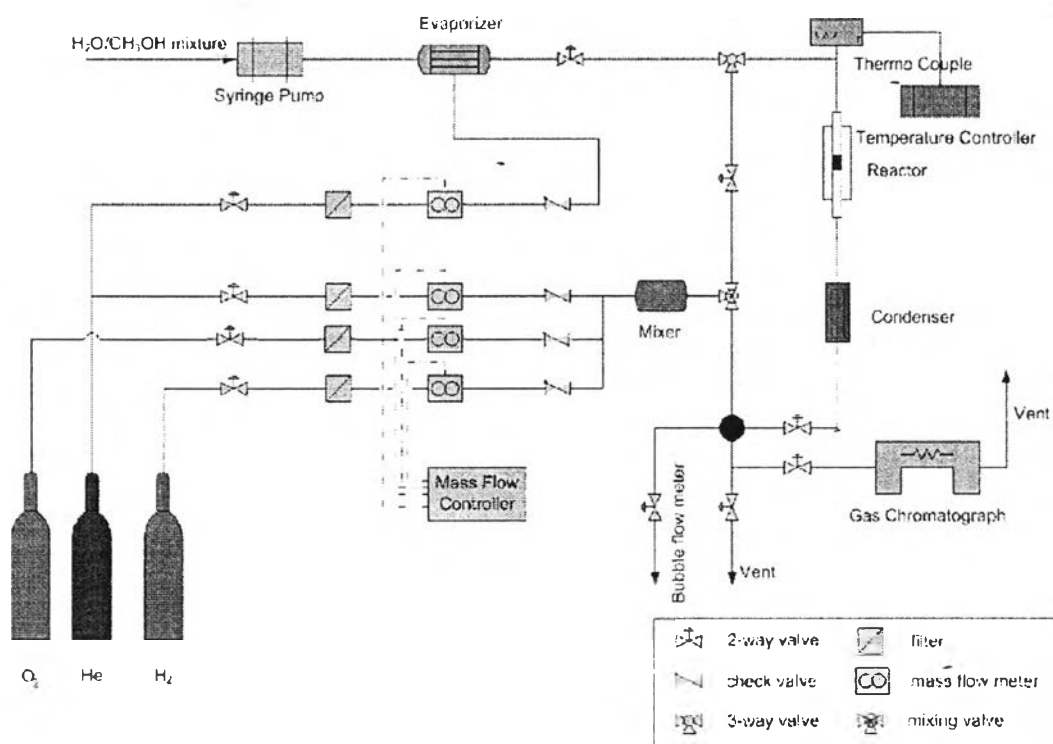 Evaporizer
H₂O/CH₃OH mixture
Syringe Pump
Thermo Couple
Temperature Controller
Reactor
Mixer
Condenser
Vent
Mass Flow
Controller
Gas Chromatograph
Bubble flow meter
Vent
O₂
He
H₂
2-way valve
filter
check valve
mass flow meter
3-way valve
mixing valve